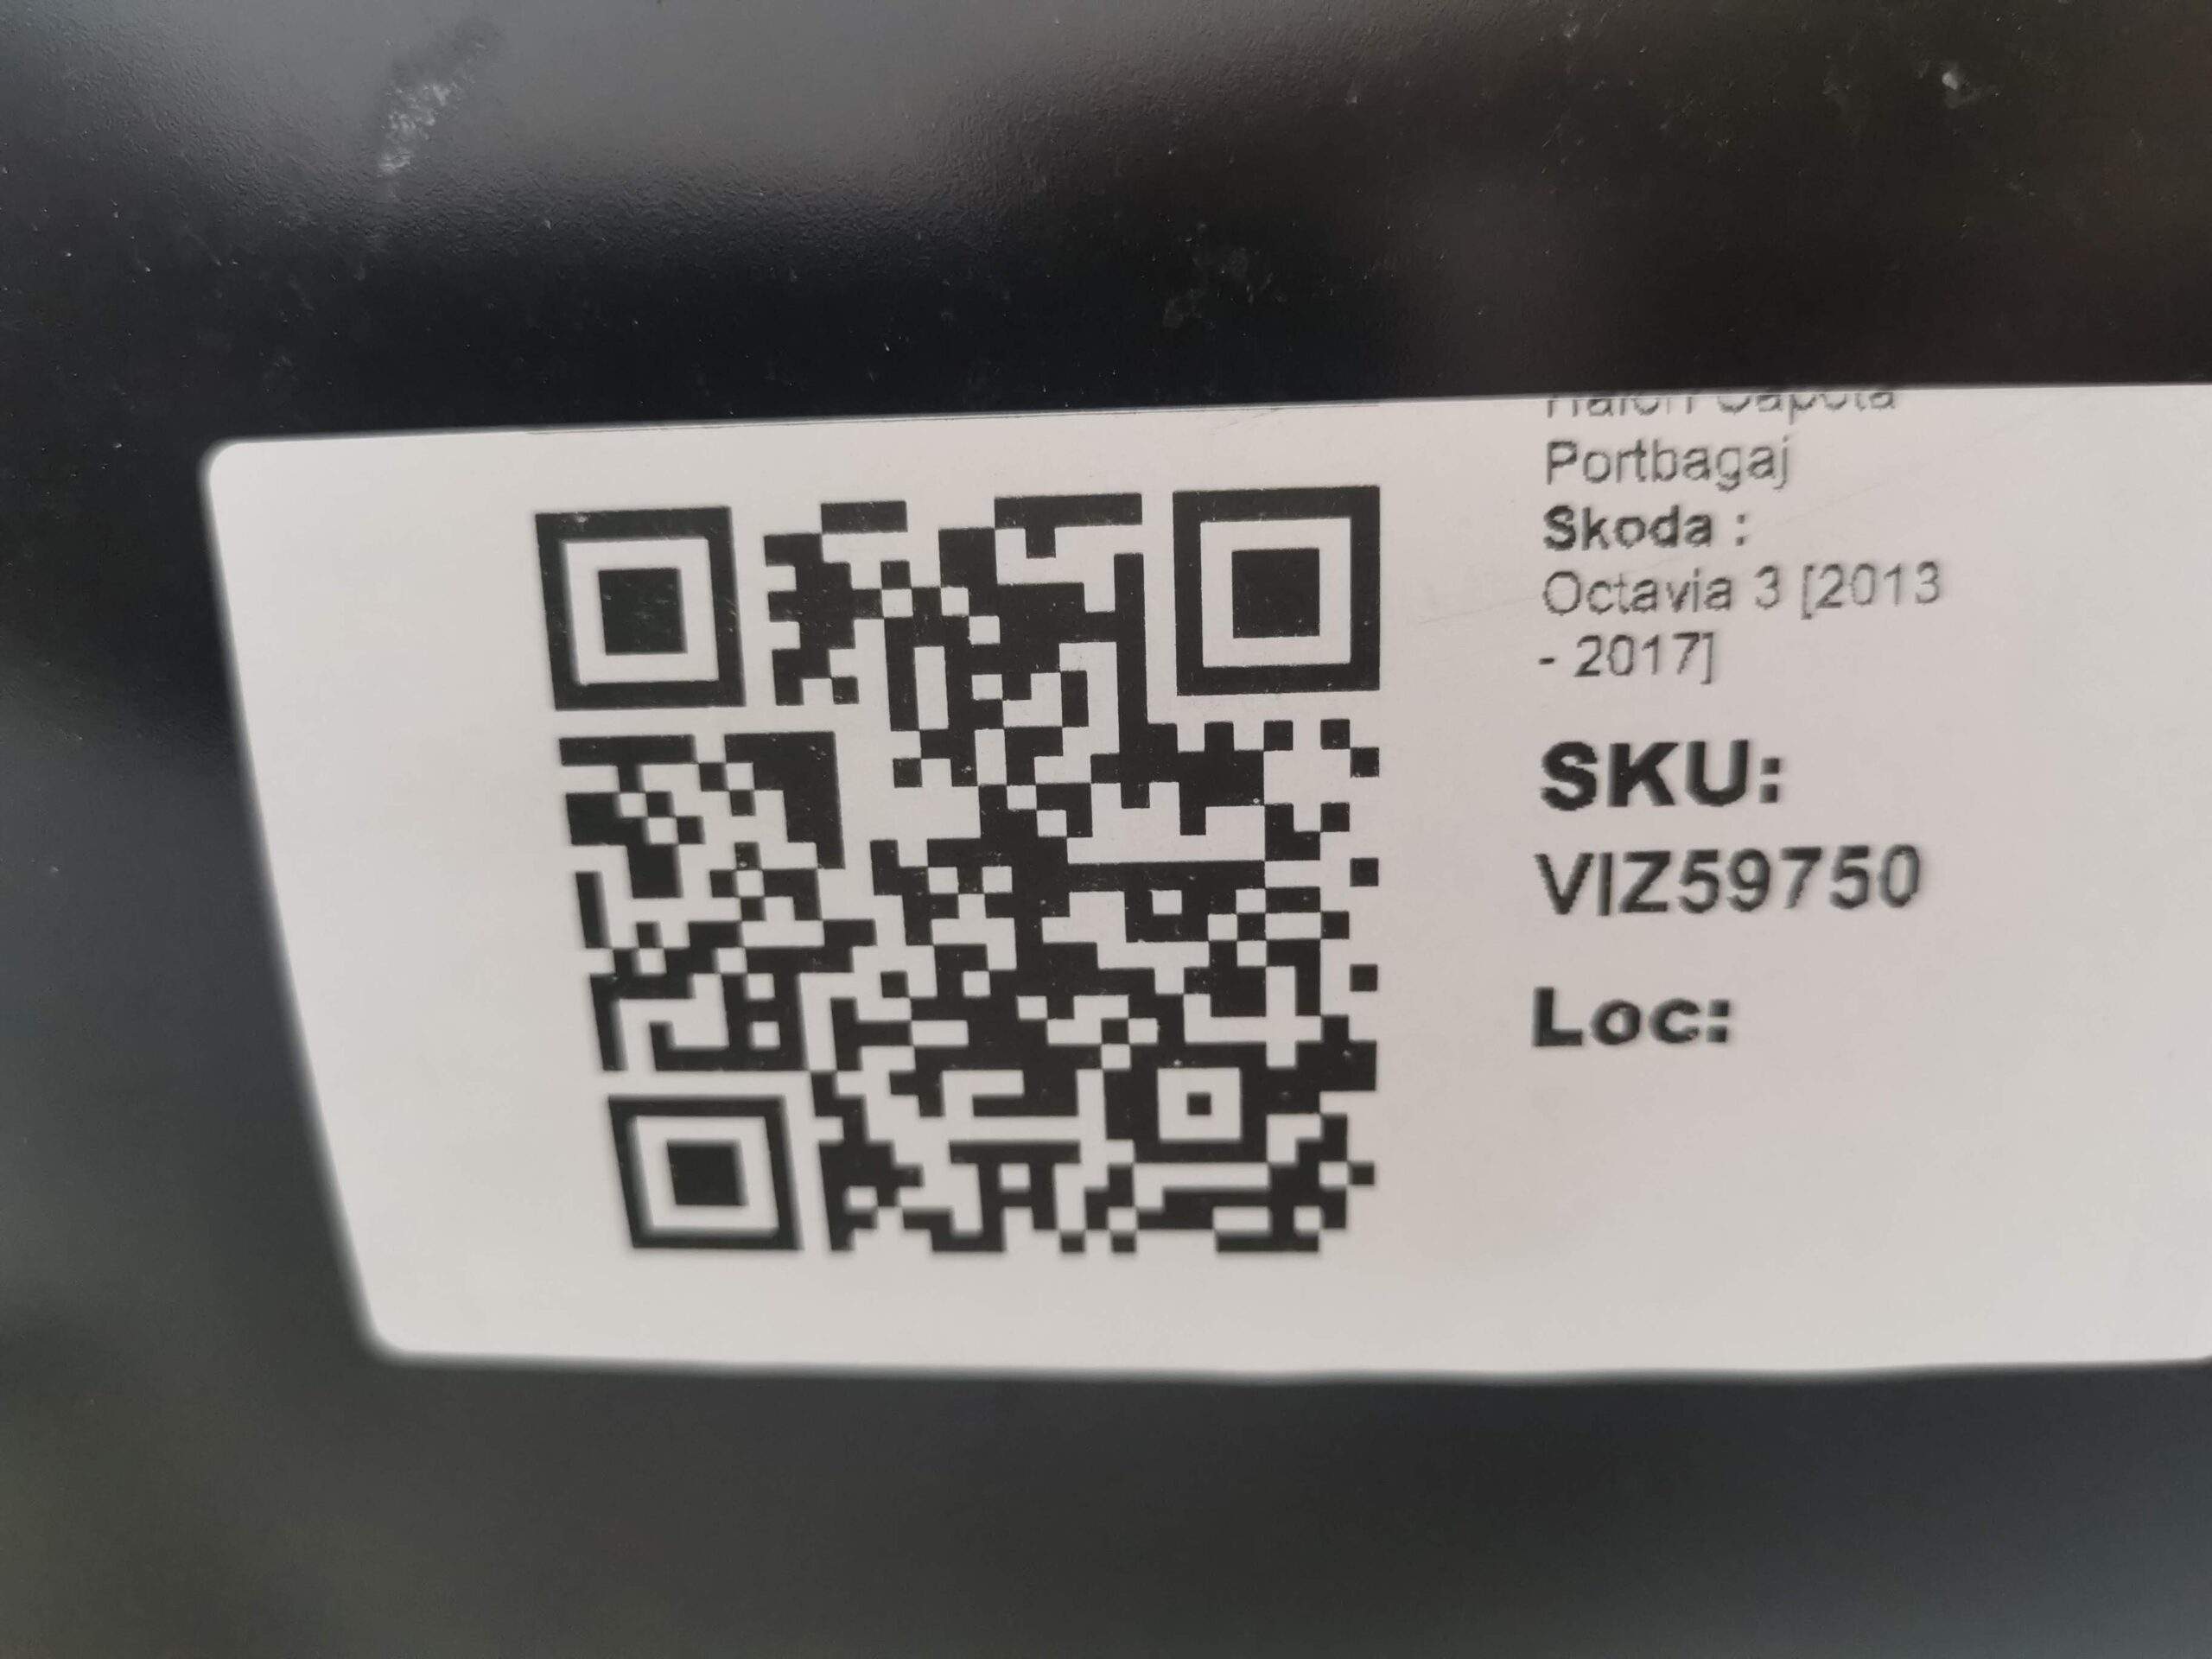 Portbagaj
Skoda :
Octavia 3 [2013
- 2017]
SKU:
VIZ59750
Loc: